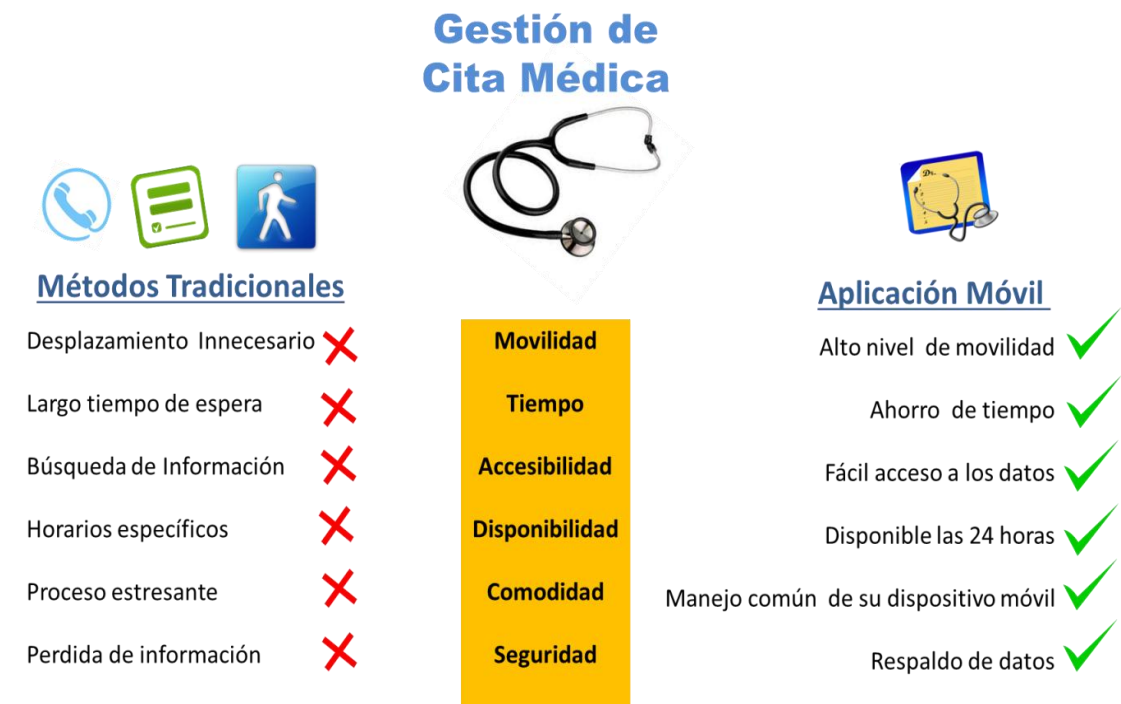 Gestión de
Cita Médica
Dr.
Métodos Tradicionales
Aplicación Móvil
Desplazamiento Innecesario
Movilidad
Alto nivel de movilidad
Largo tiempo de espera
Tiempo
Ahorro de tiempo
Búsqueda de Información
Accesibilidad
Fácil acceso a los datos
Horarios específicos
Disponibilidad
Disponible las 24 horas
Proceso estresante
Comodidad
Manejo común de su dispositivo móvil
Perdida de información
Seguridad
Respaldo de datos